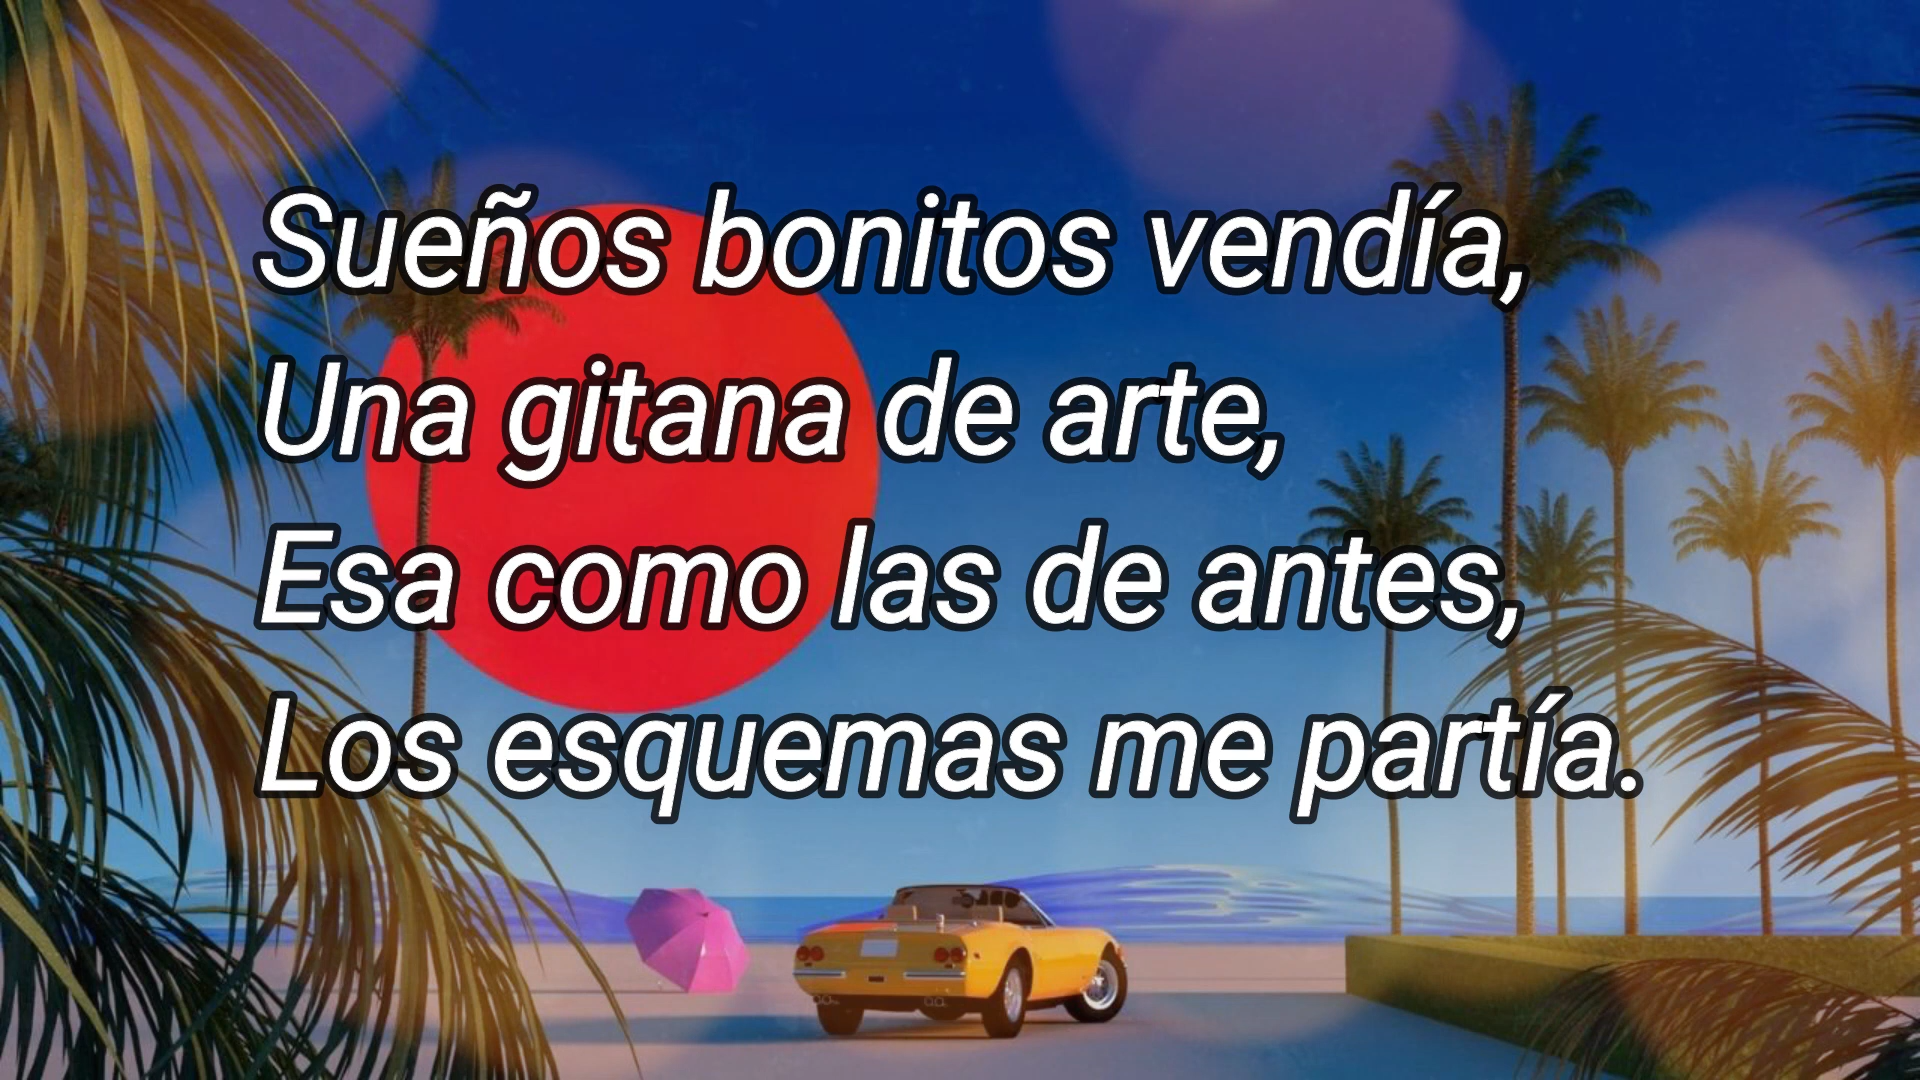 Sueños bonitos vendía,
Una gitana de arte,
Esa como las de antes,
Los esquemas me partía.